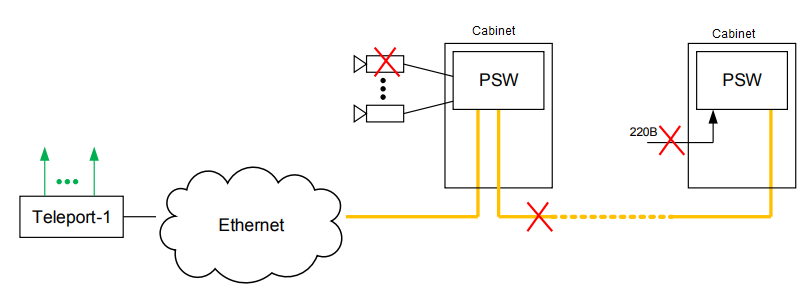 Cabinet
Cabinet
PSW
PSW
220В
Teleport-1
Ethernet